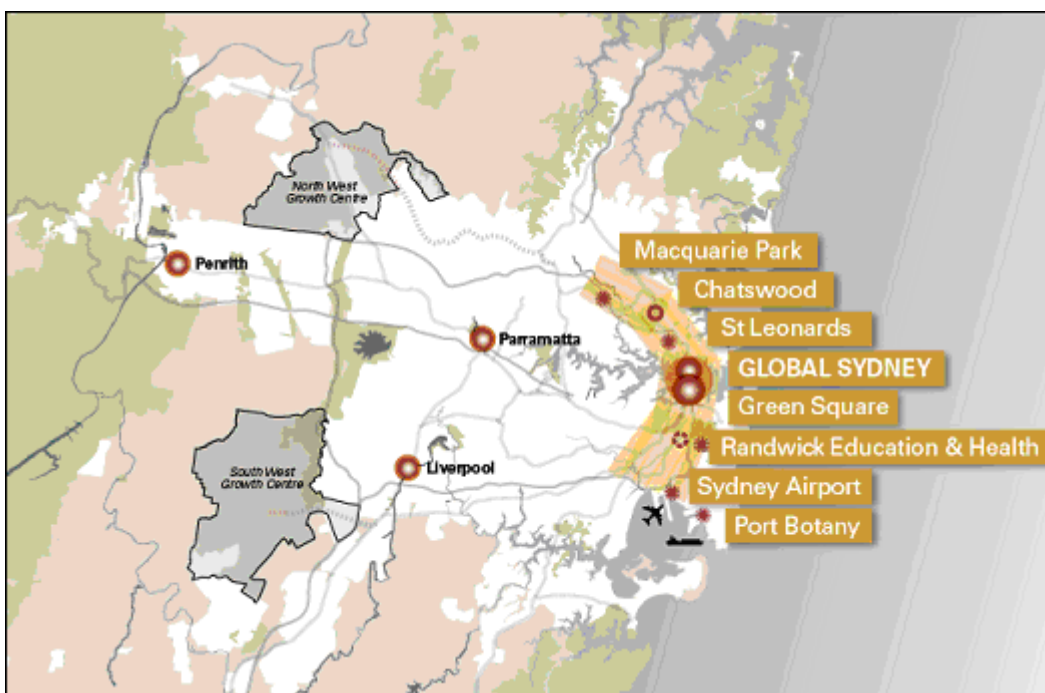 North West
Growth Centre
Penrith
Macquarie Park
Chatswood
St Leonards
Parramatta
GLOBAL SYDNEY
Green Square
Randwick Education & Health
South West
Growth Centre
Liverpool
Sydney Airport
Port Botany